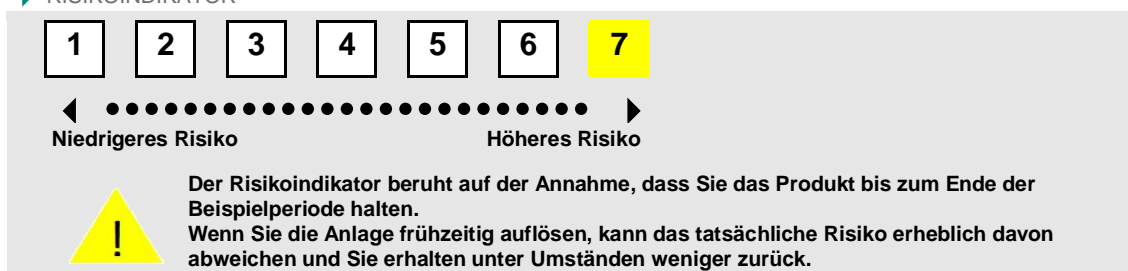 RISIKOINDIKATOR
1 2 3 4 5 6 7
Niedrigeres Risiko Höheres Risiko
Der Risikoindikator beruht auf der Annahme, dass Sie das Produkt bis zum Ende der
Beispielperiode halten.
Wenn Sie die Anlage frühzeitig auflösen, kann das tatsächliche Risiko erheblich davon
abweichen und Sie erhalten unter Umständen weniger zurück.
!